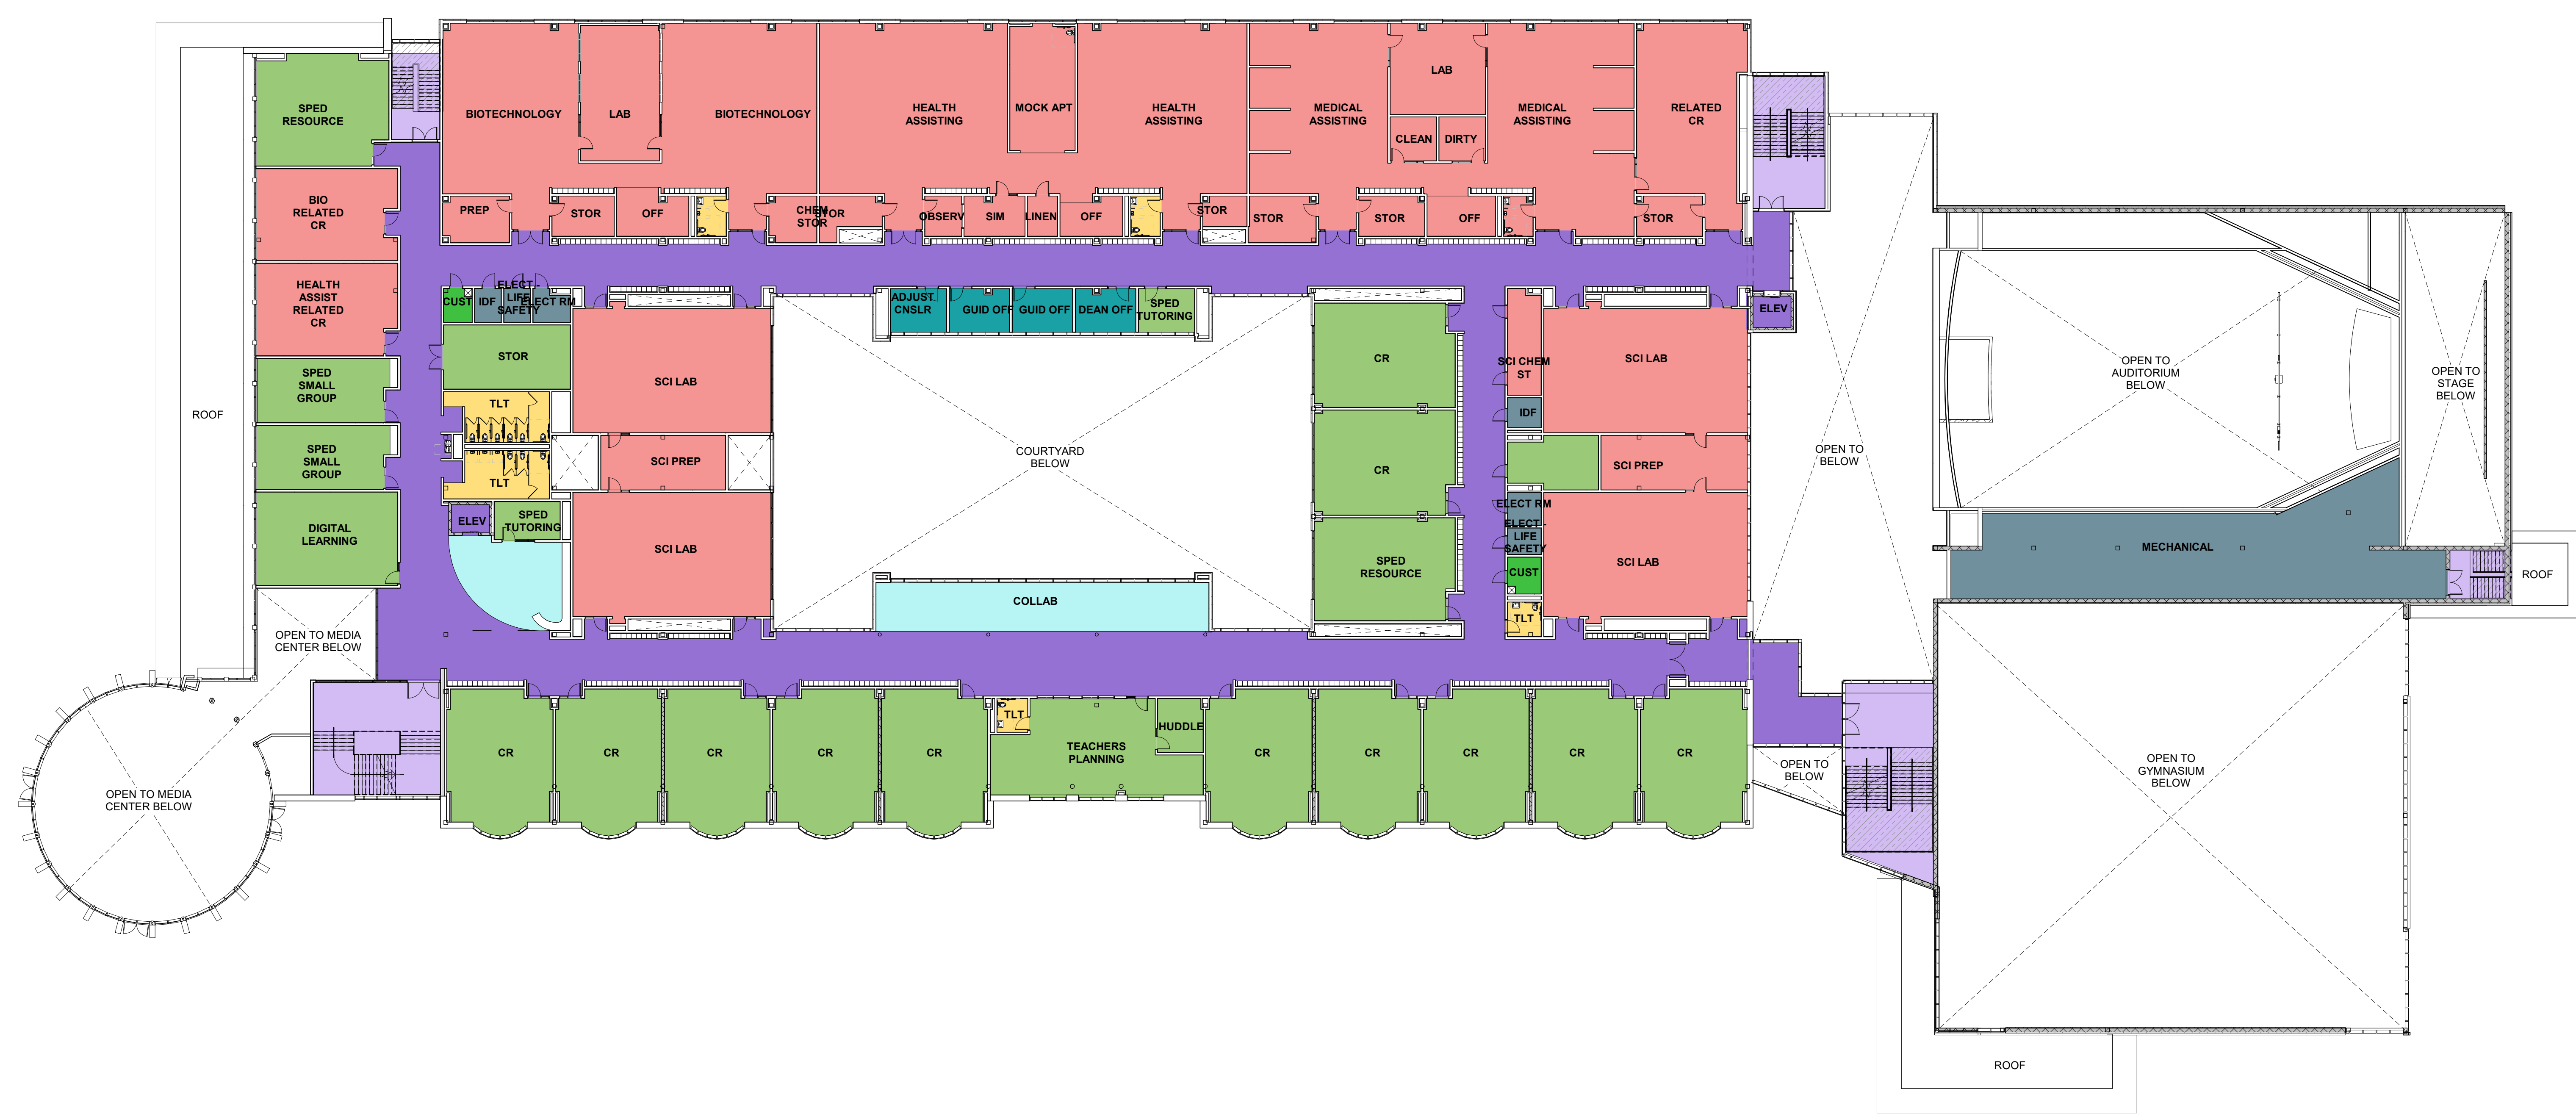 SPED
RESOURCE
BIOTECHNOLOGY
LAB
BIOTECHNOLOGY
HEALTH
ASSISTING
MOCK APT
HEALTH
ASSISTING
MEDICAL
ASSISTING
LAB
CLEAN
DIRTY
MEDICAL
ASSISTING
RELATED
CR
BIO
RELATED
CR
PREP
STOR
OFF
CHEM
STOR
STOR
OBSERV
SIM
LINEN
OFF
STOR
STOR
STOR
OFF
STOR
HEALTH
ASSIST
RELATED
CR
CUST
IDF
ELECT -
LIFE
SAFETY
ELECT RM
ADJUST
CNSLR
GUID OFF
GUID OFF
DEAN OFF
SPED
TUTORING
ELEV
STOR
SCI LAB
CR
SCI CHEM
ST
SCI LAB
OPEN TO
AUDITORIUM
BELOW
OPEN TO
STAGE
BELOW
SPED
SMALL
GROUP
ROOF
TLT
IDF
SPED
SMALL
GROUP
TLT
SCI PREP
COURTYARD
BELOW
CR
SCI PREP
OPEN TO
BELOW
DIGITAL
LEARNING
ELEV
SPED
TUTORING
SCI LAB
SPED
RESOURCE
ELECT RM
ELECT -
LIFE
SAFETY
CUST
TLT
SCI LAB
MECHANICAL
ROOF
COLLAB
OPEN TO MEDIA
CENTER BELOW
OPEN TO MEDIA
CENTER BELOW
CR
CR
CR
CR
CR
TLT
TEACHERS
PLANNING
HUDDLE
CR
CR
CR
CR
CR
OPEN TO
BELOW
OPEN TO
GYMNASIUM
BELOW
ROOF